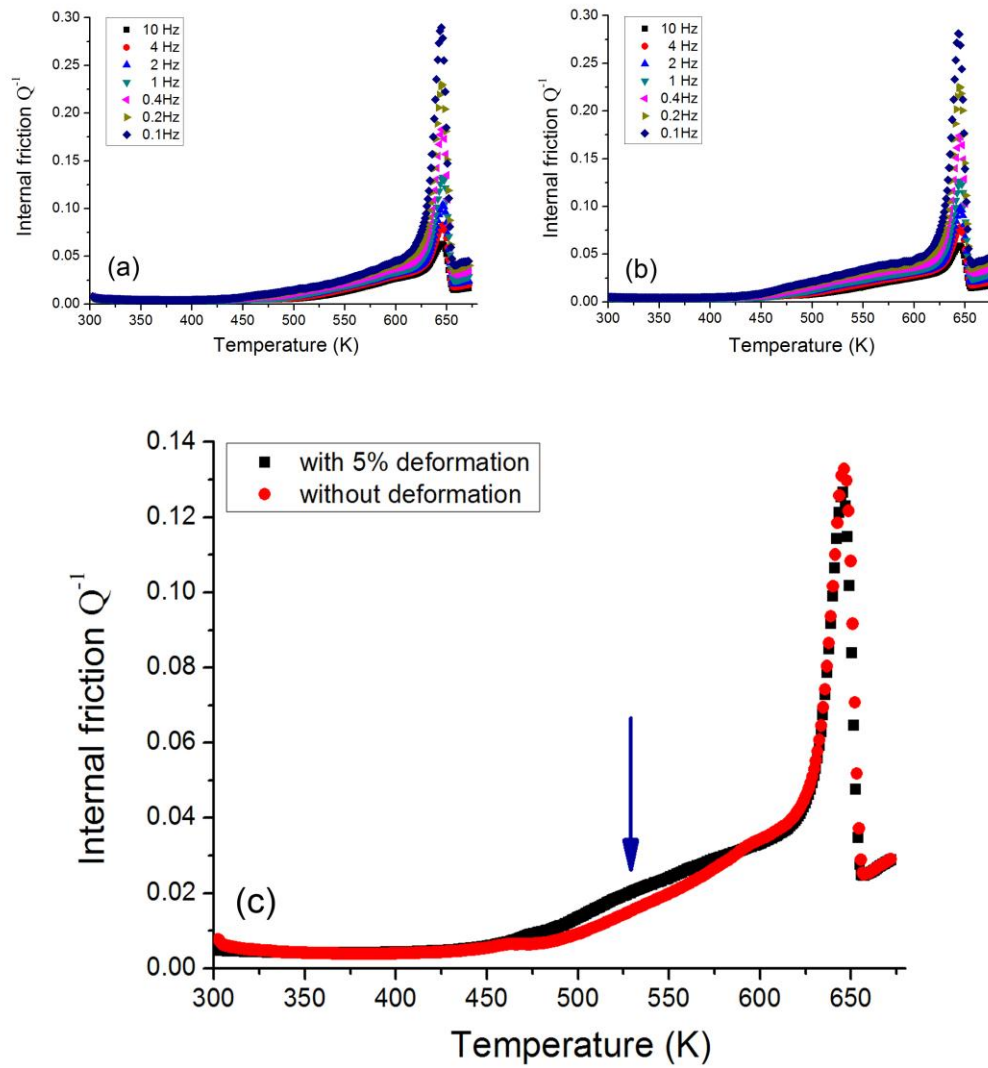 0.30
0.25
0.20
0.15
0.10
0.05
0.00
Internal friction Q⁻¹
10 Hz
4 Hz
2 Hz
1 Hz
0.4Hz
0.2Hz
0.1Hz
(a)
300 350 400 450 500 550 600 650
Temperature (K)
0.30
0.25
0.20
0.15
0.10
0.05
0.00
Internal friction Q⁻¹
10 Hz
4 Hz
2 Hz
1 Hz
0.4Hz
0.2Hz
0.1Hz
(b)
300 350 400 450 500 550 600 650
Temperature (K)
0.14
0.12
0.10
0.08
0.06
0.04
0.02
0.00
Internal friction Q⁻¹
with 5% deformation
without deformation
(c)
300 350 400 450 500 550 600 650
Temperature (K)